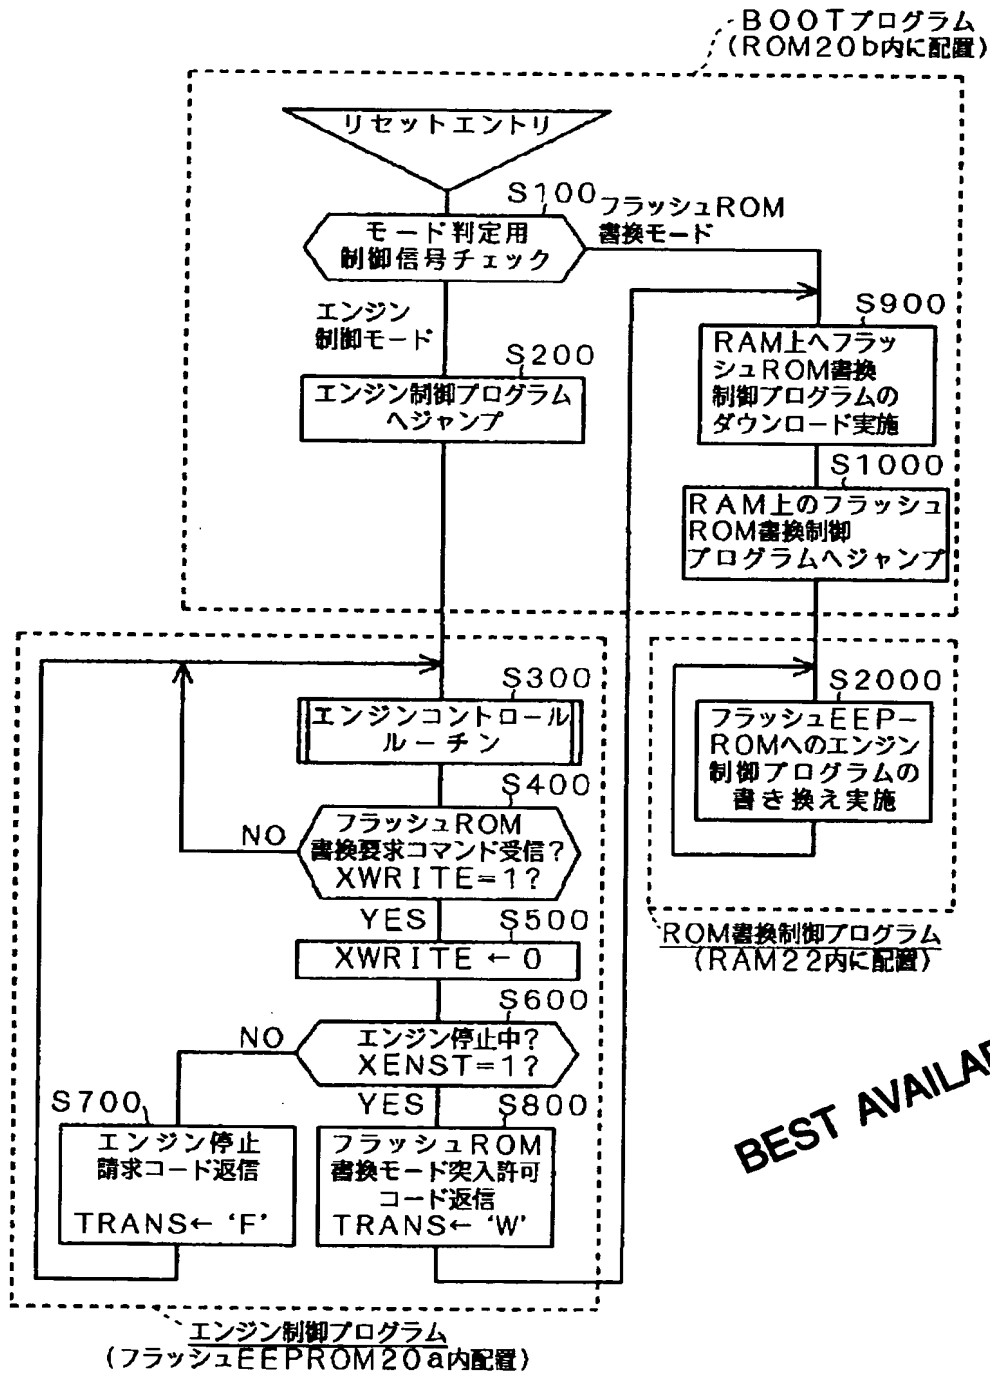 BOOTプログラム
(ROM20b内に配置)
リセットエントリ
S100
モード判定用
制御信号チェック
フラッシュROM
書換モード
エンジン
制御モード
S200
エンジン制御プログラム
へジャンプ
S900
RAM上へフラッ
シュROM書換
制御プログラムの
ダウンロード実施
S1000
RAM上のフラッシュ
ROM書換制御
プログラムへジャンプ
S300
エンジンコントロール
ルーチン
S400
フラッシュROM
書換要求コマンド受信?
XWRITE=1?
NO
YES
S500
XWRITE←0
S600
エンジン停止中?
XENST=1?
NO
YES
S700
エンジン停止
請求コード返信
TRANS←‘F’
S800
フラッシュROM
書換モード突入許可
コード返信
TRANS←‘W’
エンジン制御プログラム
(フラッシュEEPROM20a内配置)
S2000
フラッシュEEP-
ROMへのエンジン
制御プログラムの
書き換え実施
ROM書換制御プログラム
(RAM22内に配置)
BEST